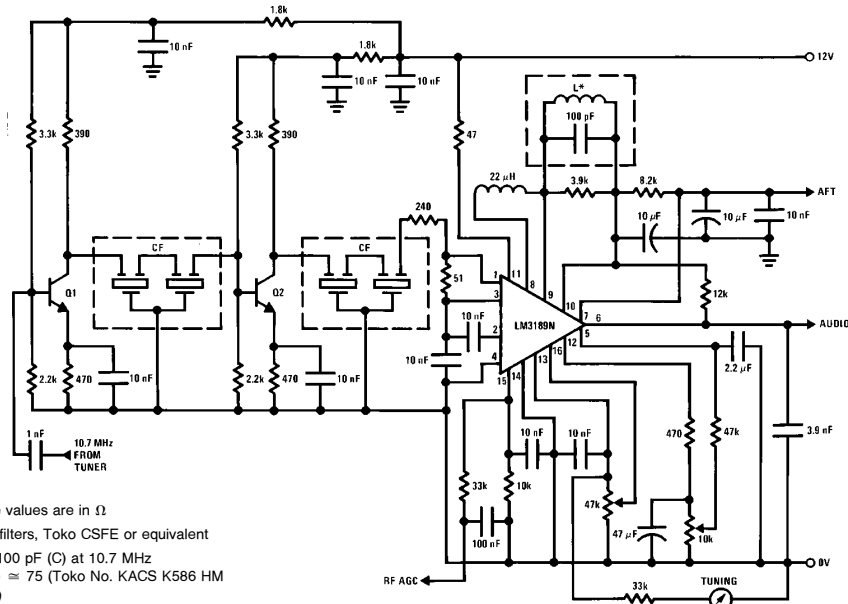 1.8k
10 nF
1.8k
12V
10 nF
10 nF
L*
100 pF
3.3k
390
3.3k
390
47
22 μH
3.9k
8.2k
AFT
240
10 μF
10 μF
10 nF
CF
CF
Q1
Q2
51
1
11
8
9
10
3
7
6
LM3189N
2
5
4
12
16
13
15
14
12k
AUDIO
10 nF
10 nF
2.2 μF
2.2k
470
10 nF
2.2k
470
10 nF
1 nF
10.7 MHz
FROM
TUNER
10 nF
10 nF
470
47k
3.9 nF
33k
10k
47k
100 nF
47 μF
10k
0V
RF AGC
33k
TUNING
values are in Ω
filters, Toko CSFE or equivalent
100 pF (C) at 10.7 MHz
≅ 75 (Toko No. KACS K586 HM